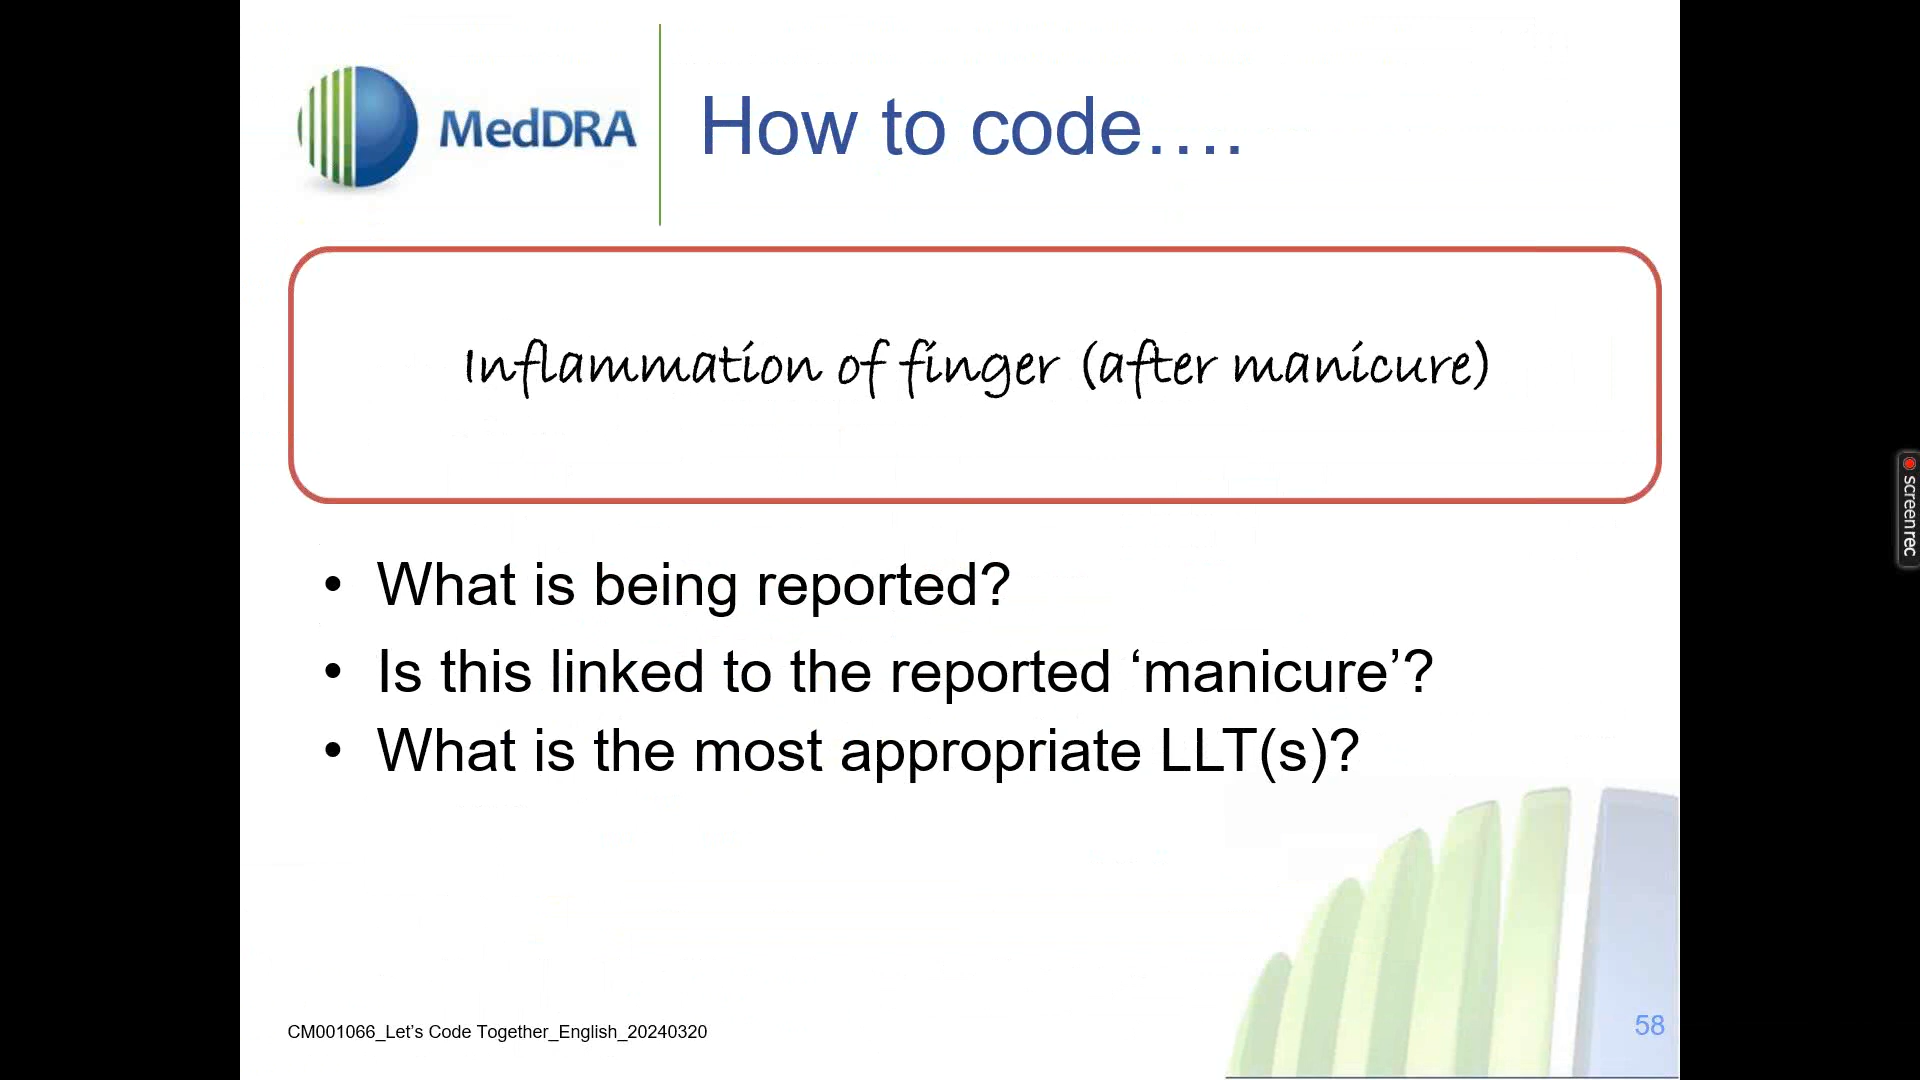 MedDRA
How to code….
Inflammation of finger (after manicure)
• What is being reported?
• Is this linked to the reported ‘manicure’?
• What is the most appropriate LLT(s)?
CM001066_Let’s Code Together_English_20240320
58
screenrec